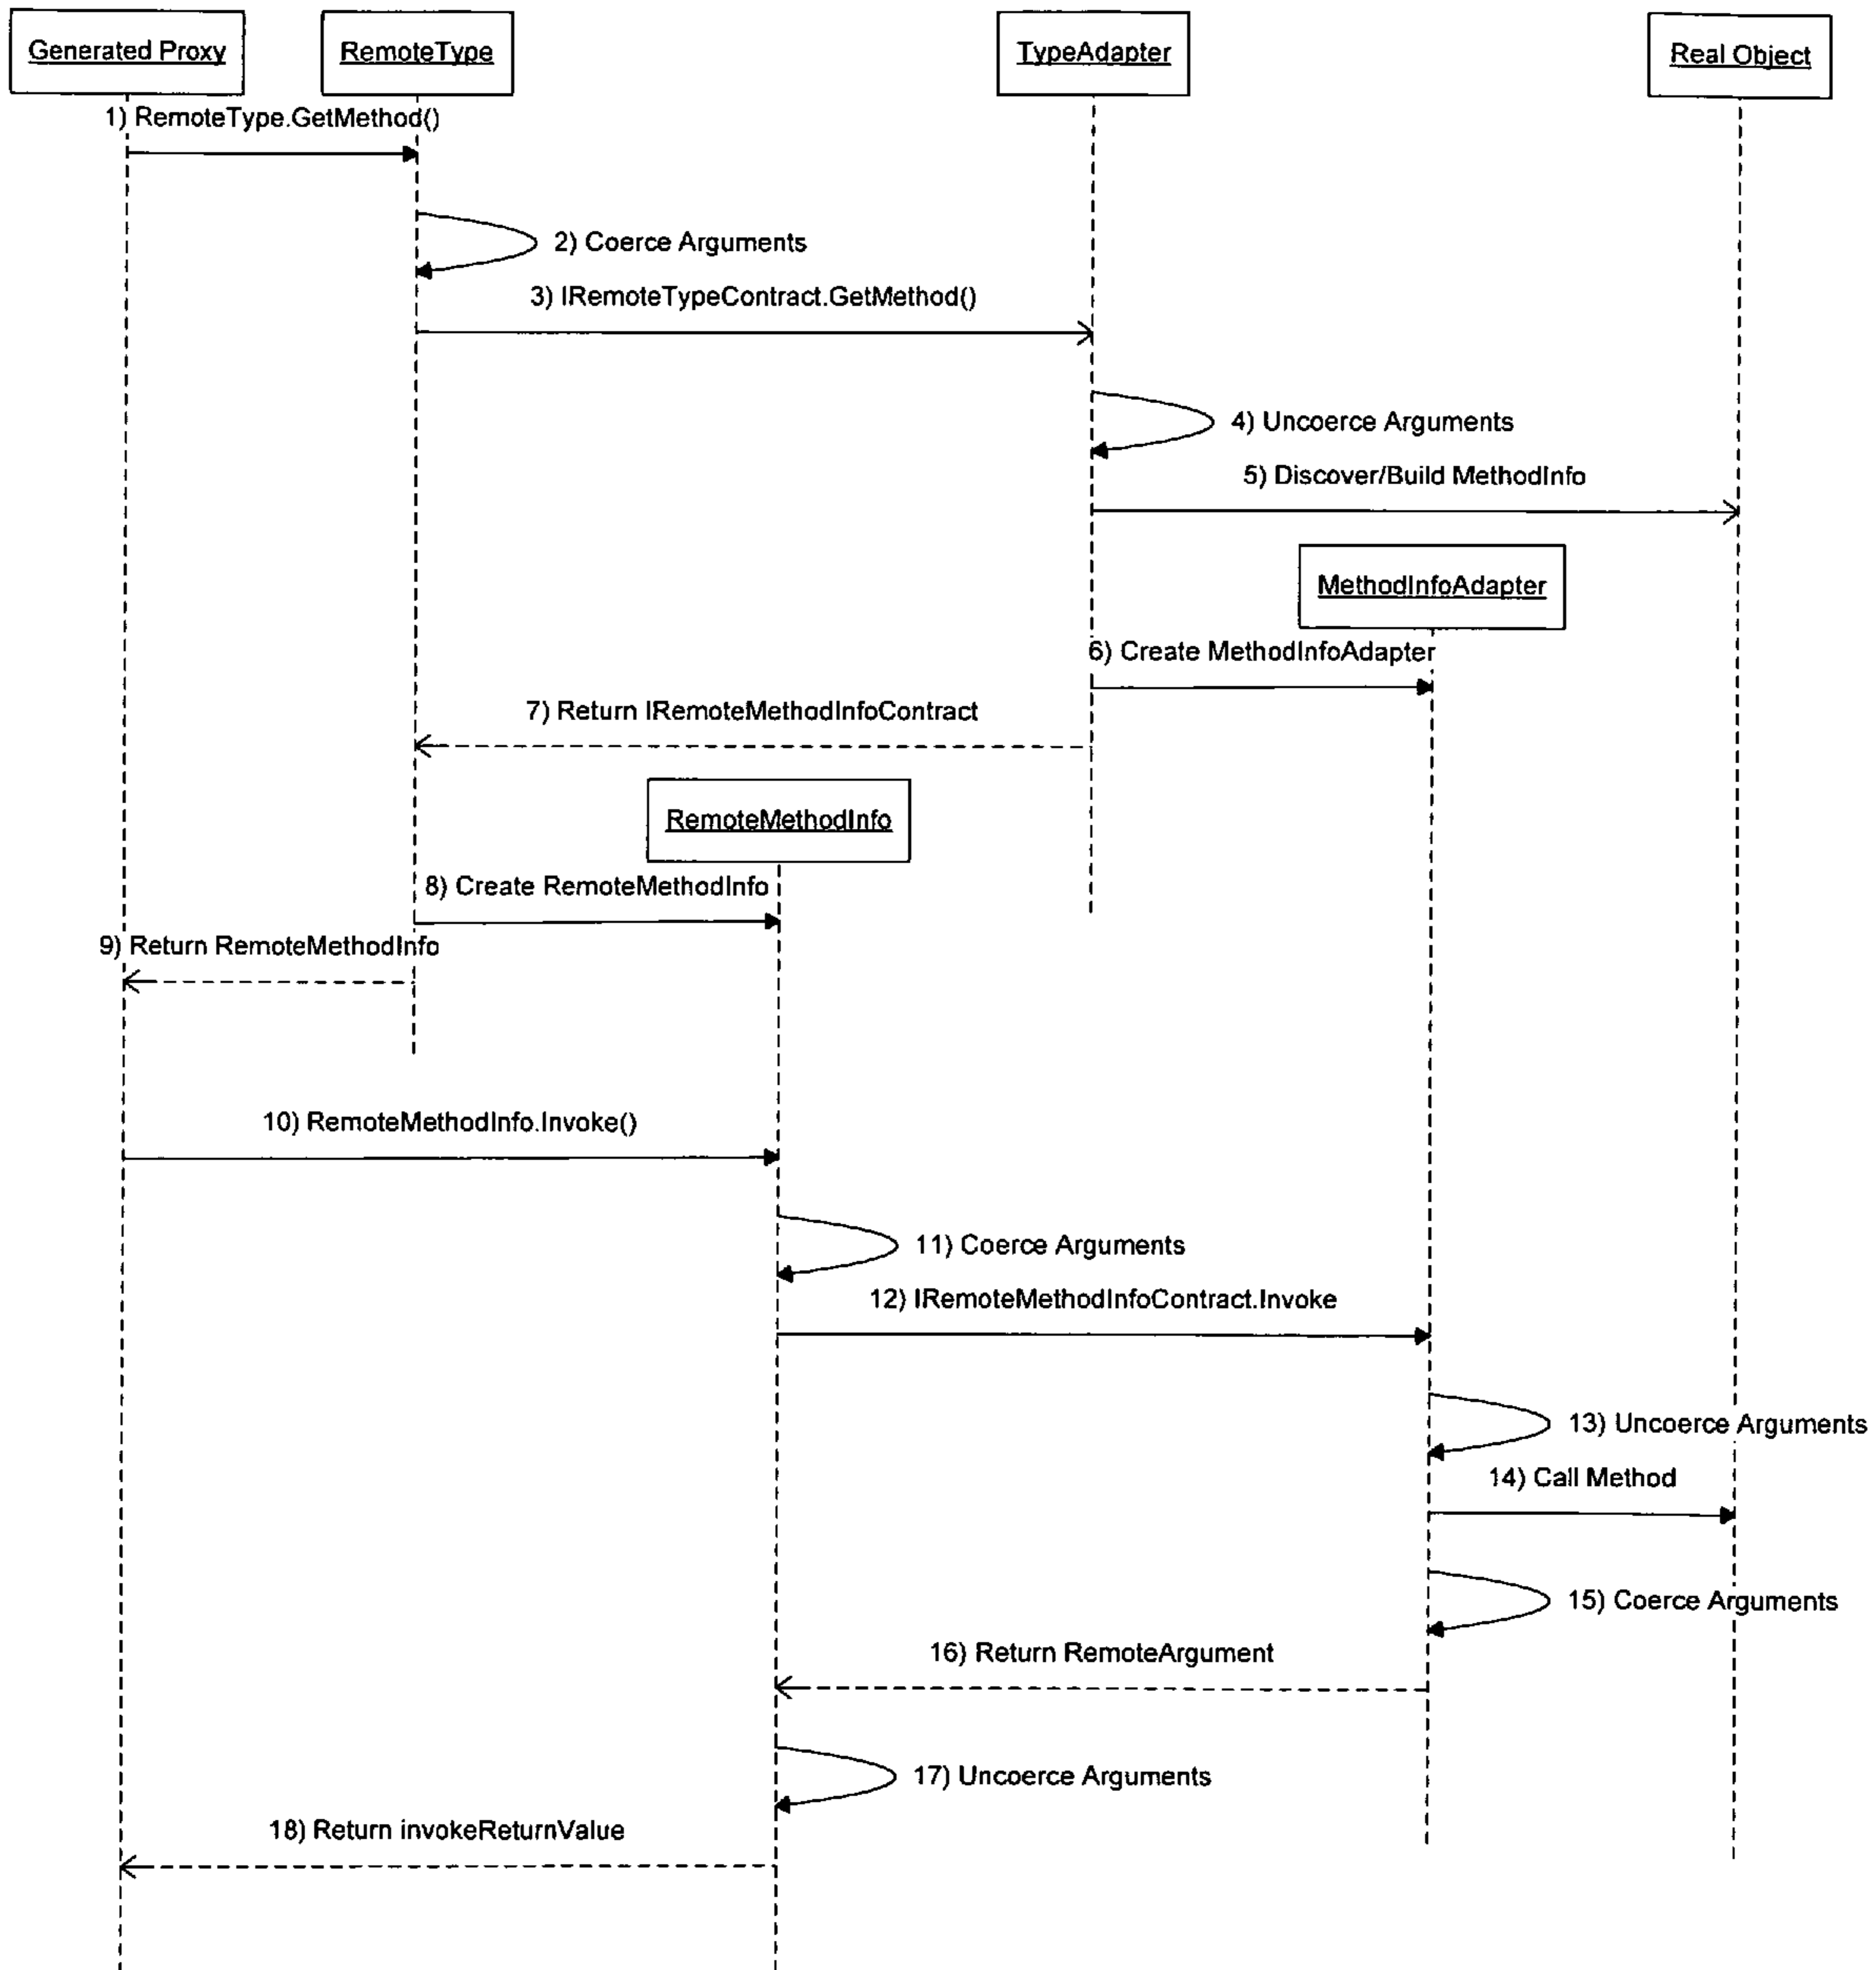 Generated Proxy
RemoteType
TypeAdapter
Real Object
1) RemoteType.GetMethod()
2) Coerce Arguments
3) IRemoteTypeContract.GetMethod()
4) Uncoerce Arguments
5) Discover/Build MethodInfo
MethodInfoAdapter
6) Create MethodInfoAdapter
7) Return IRemoteMethodInfoContract
RemoteMethodInfo
8) Create RemoteMethodInfo
9) Return RemoteMethodInfo
10) RemoteMethodInfo.Invoke()
11) Coerce Arguments
12) IRemoteMethodInfoContract.Invoke
13) Uncoerce Arguments
14) Call Method
15) Coerce Arguments
16) Return RemoteArgument
17) Uncoerce Arguments
18) Return invokeReturnValue